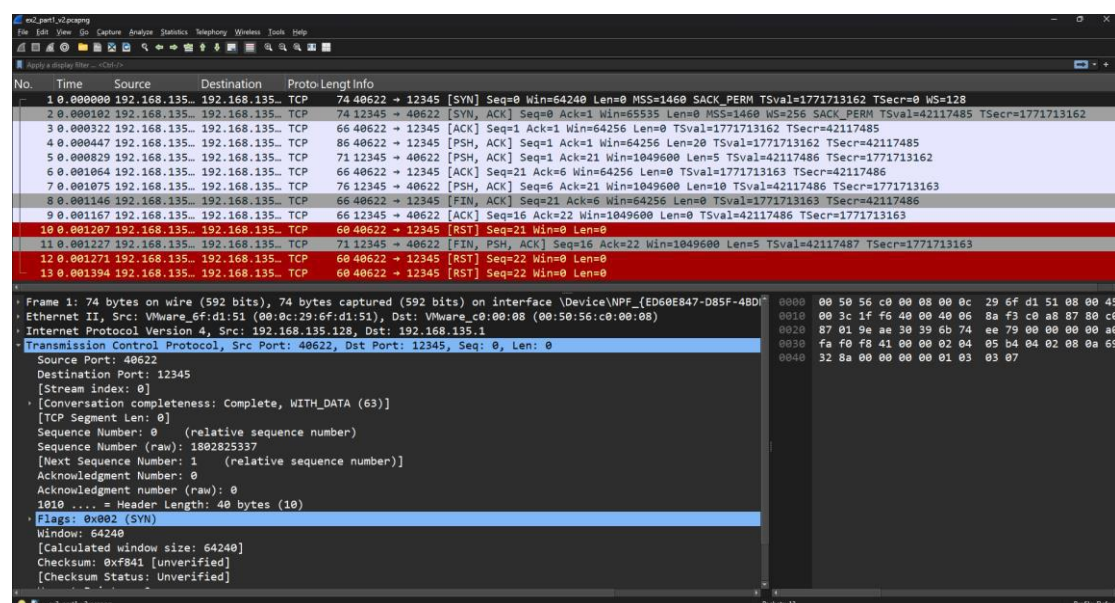 ex2_part1_v2.pcapng
File Edit View Go Capture Analyze Statistics Telephony Wireless Tools Help
Apply a display filter ... <Ctrl-/>
No. Time Source Destination Proto Lengt Info
1 0.000000 192.168.135… 192.168.135… TCP 74 40622 → 12345 [SYN] Seq=0 Win=64240 Len=0 MSS=1460 SACK_PERM TSval=1771713162 TSecr=0 WS=128
2 0.000102 192.168.135… 192.168.135… TCP 74 12345 → 40622 [SYN, ACK] Seq=0 Ack=1 Win=65535 Len=0 MSS=1460 WS=256 SACK_PERM TSval=42117485 TSecr=1771713162
3 0.000322 192.168.135… 192.168.135… TCP 66 40622 → 12345 [ACK] Seq=1 Ack=1 Win=64256 Len=0 TSval=1771713162 TSecr=42117485
4 0.000447 192.168.135… 192.168.135… TCP 86 40622 → 12345 [PSH, ACK] Seq=1 Ack=1 Win=64256 Len=20 TSval=1771713162 TSecr=42117485
5 0.000829 192.168.135… 192.168.135… TCP 71 12345 → 40622 [PSH, ACK] Seq=1 Ack=21 Win=1049600 Len=5 TSval=42117486 TSecr=1771713162
6 0.001064 192.168.135… 192.168.135… TCP 66 40622 → 12345 [ACK] Seq=21 Ack=6 Win=64256 Len=0 TSval=1771713163 TSecr=42117486
7 0.001075 192.168.135… 192.168.135… TCP 76 12345 → 40622 [PSH, ACK] Seq=6 Ack=21 Win=1049600 Len=10 TSval=42117486 TSecr=1771713163
8 0.001146 192.168.135… 192.168.135… TCP 66 40622 → 12345 [FIN, ACK] Seq=21 Ack=6 Win=64256 Len=0 TSval=1771713163 TSecr=42117486
9 0.001167 192.168.135… 192.168.135… TCP 66 12345 → 40622 [ACK] Seq=16 Ack=22 Win=1049600 Len=0 TSval=42117486 TSecr=1771713163
10 0.001207 192.168.135… 192.168.135… TCP 60 40622 → 12345 [RST] Seq=21 Win=0 Len=0
11 0.001227 192.168.135… 192.168.135… TCP 71 12345 → 40622 [FIN, PSH, ACK] Seq=16 Ack=22 Win=1049600 Len=5 TSval=42117487 TSecr=1771713163
12 0.001271 192.168.135… 192.168.135… TCP 60 40622 → 12345 [RST] Seq=22 Win=0 Len=0
13 0.001394 192.168.135… 192.168.135… TCP 60 40622 → 12345 [RST] Seq=22 Win=0 Len=0
Frame 1: 74 bytes on wire (592 bits), 74 bytes captured (592 bits) on interface \Device\NPF_{ED60E847-D85F-4BD
Ethernet II, Src: VMware_6f:d1:51 (00:0c:29:6f:d1:51), Dst: VMware_c0:00:08 (00:50:56:c0:00:08)
Internet Protocol Version 4, Src: 192.168.135.128, Dst: 192.168.135.1
Transmission Control Protocol, Src Port: 40622, Dst Port: 12345, Seq: 0, Len: 0
Source Port: 40622
Destination Port: 12345
[Stream index: 0]
[Conversation completeness: Complete, WITH_DATA (63)]
[TCP Segment Len: 0]
Sequence Number: 0 (relative sequence number)
Sequence Number (raw): 1802825337
[Next Sequence Number: 1 (relative sequence number)]
Acknowledgment Number: 0
Acknowledgment number (raw): 0
1010 .... = Header Length: 40 bytes (10)
Flags: 0x002 (SYN)
Window: 64240
[Calculated window size: 64240]
Checksum: 0xf841 [unverified]
[Checksum Status: Unverified]
0000 00 50 56 c0 00 08 00 0c 29 6f d1 51 08 00 45
0010 00 3c 1f f6 40 00 40 06 8a f3 c0 a8 87 80 c0
0020 87 01 9e ae 30 39 6b 74 ee 79 00 00 00 00 a0
0030 fa f0 f8 41 00 00 02 04 05 b4 04 02 08 0a 69
0040 32 8a 00 00 00 00 01 03 03 07